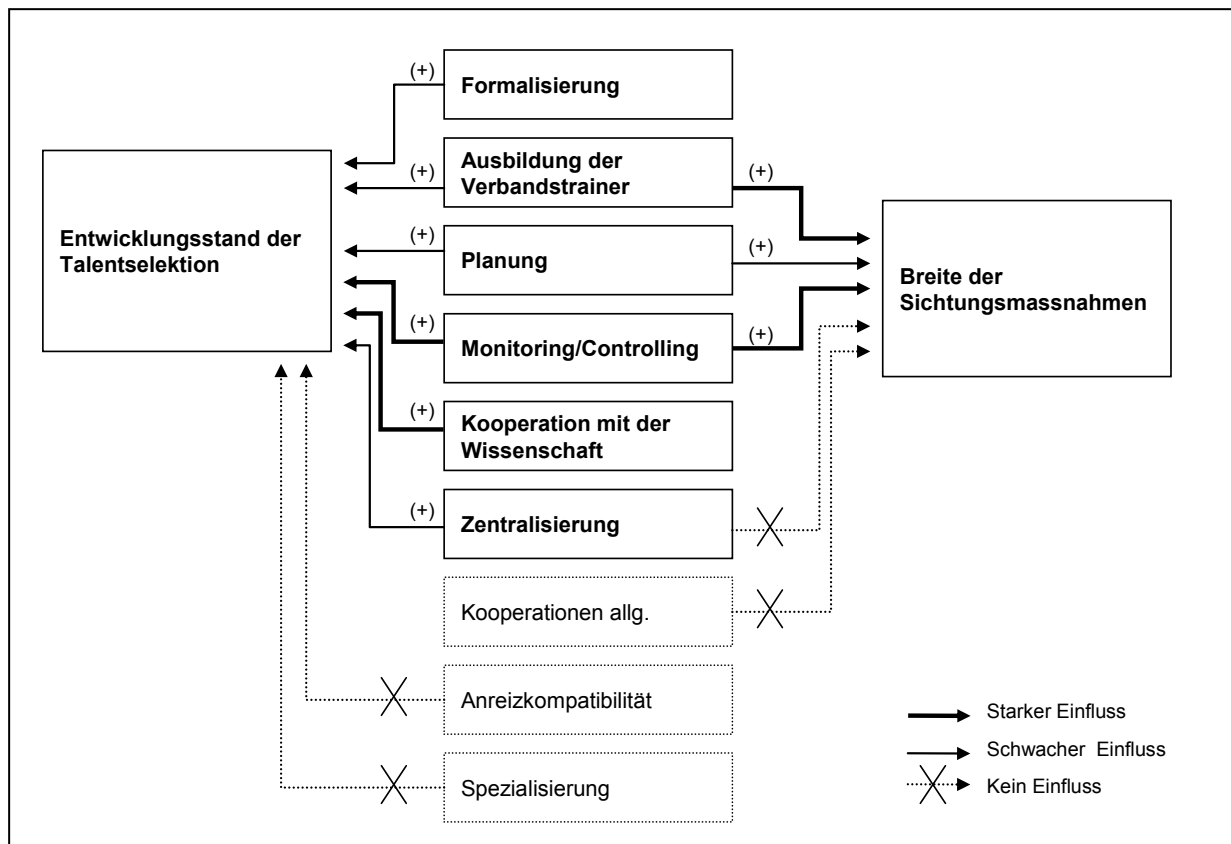 (+)
Formalisierung
(+)
Ausbildung der
Verbandstrainer
(+)
Entwicklungsstand der
Talentselektion
(+)
Planung
(+)
Breite der
Sichtungsmassnahmen
(+)
Monitoring/Controlling
(+)
(+)
Kooperation mit der
Wissenschaft
(+)
Zentralisierung
Kooperationen allg.
Anreizkompatibilität
Spezialisierung
Starker Einfluss
Schwacher Einfluss
Kein Einfluss